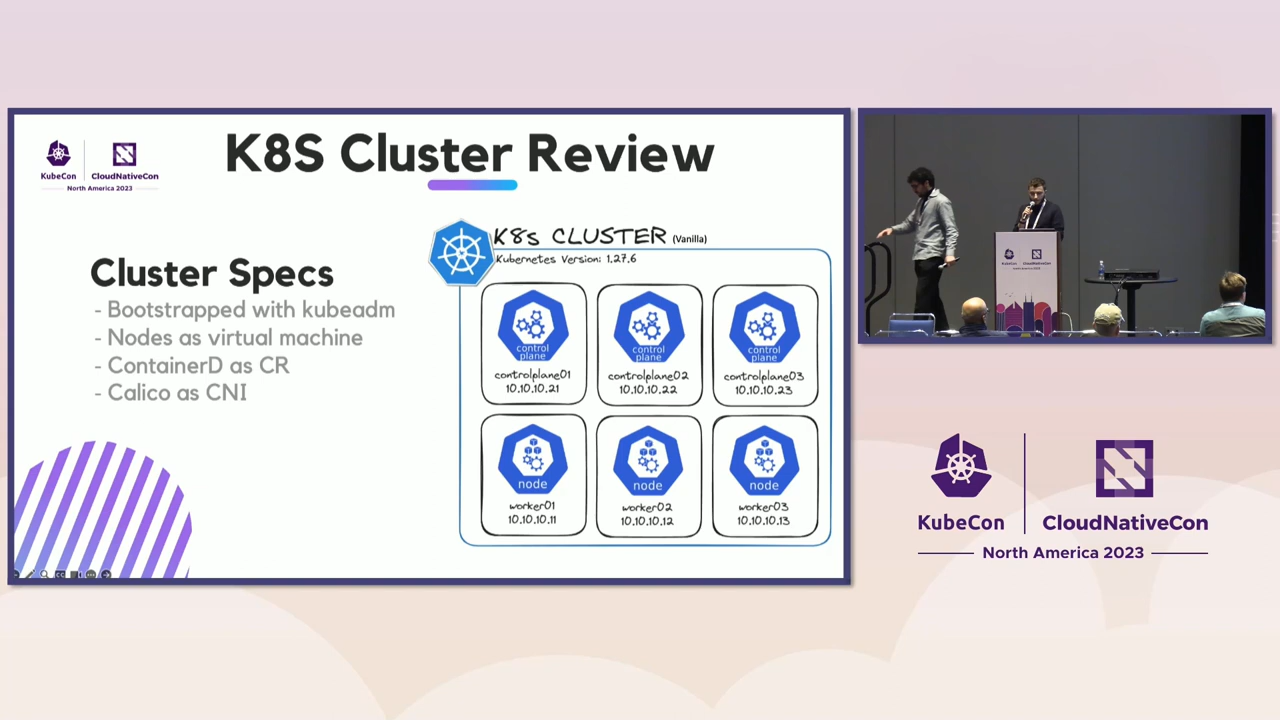 KubeCon
CloudNativeCon
North America 2023
K8S Cluster Review
Cluster Specs
- Bootstrapped with kubeadm
- Nodes as virtual machine
- ContainerD as CR
- Calico as CNI
K8s CLUSTER (Vanilla)
Kubernetes Version: 1.27.6
control plane
controlplane01
10.10.10.21
control plane
controlplane02
10.10.10.22
control plane
controlplane03
10.10.10.23
node
worker01
10.10.10.11
node
worker02
10.10.10.12
node
worker03
10.10.10.13
KubeCon
CloudNativeCon
North America 2023